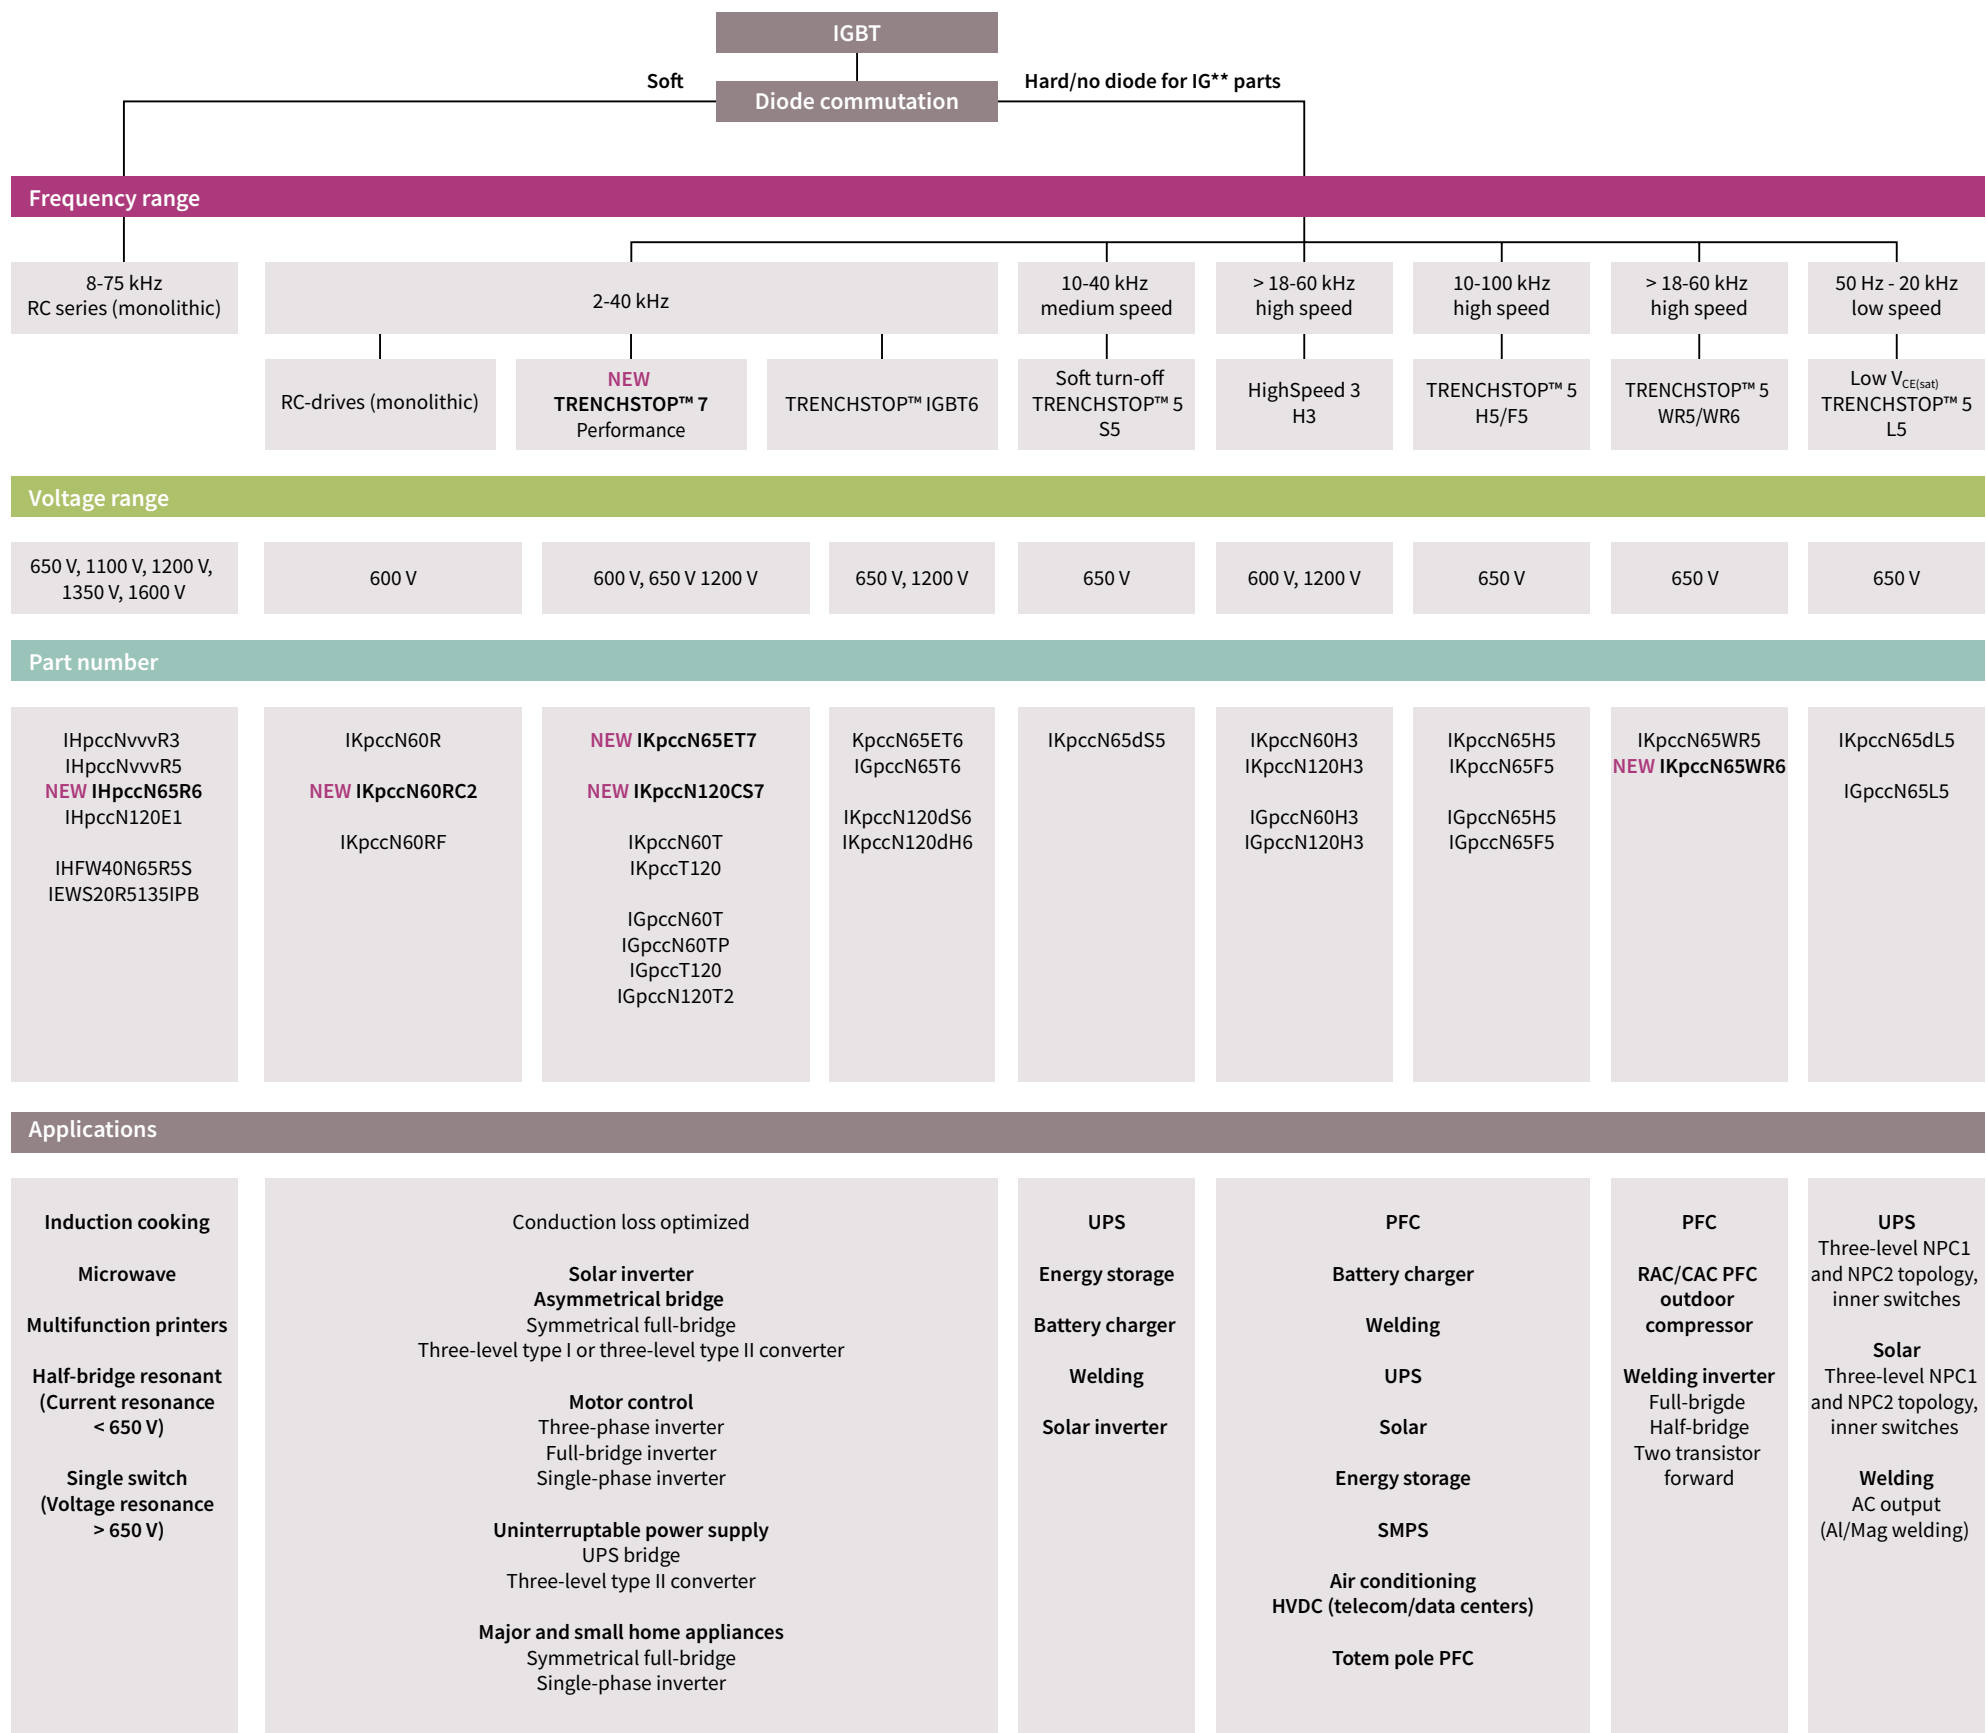 IGBT
Soft
Diode commutation
Hard/no diode for IG** parts
Frequency range
8-75 kHz
RC series (monolithic)
2-40 kHz
10-40 kHz
medium speed
> 18-60 kHz
high speed
10-100 kHz
high speed
> 18-60 kHz
high speed
50 Hz - 20 kHz
low speed
RC-drives (monolithic)
NEW
TRENCHSTOP™ 7
Performance
TRENCHSTOP™ IGBT6
Soft turn-off
TRENCHSTOP™ 5
S5
HighSpeed 3
H3
TRENCHSTOP™ 5
H5/F5
TRENCHSTOP™ 5
WR5/WR6
Low VCE(sat)
TRENCHSTOP™ 5
L5
Voltage range
650 V, 1100 V, 1200 V,
1350 V, 1600 V
600 V
600 V, 650 V 1200 V
650 V, 1200 V
650 V
600 V, 1200 V
650 V
650 V
650 V
Part number
IHpccNvvvR3
IHpccNvvvR5
NEW IHpccN65R6
IHpccN120E1
IHFW40N65R5S
IEWS20R5135IPB
IKpccN60R
NEW IKpccN60RC2
IKpccN60RF
NEW IKpccN65ET7
NEW IKpccN120CS7
IKpccN60T
IKpccT120
IGpccN60T
IGpccN60TP
IGpccT120
IGpccN120T2
KpccN65ET6
IGpccN65T6
IKpccN120dS6
IKpccN120dH6
IKpccN65dS5
IKpccN60H3
IKpccN120H3
IGpccN60H3
IGpccN120H3
IKpccN65H5
IKpccN65F5
IGpccN65H5
IGpccN65F5
IKpccN65WR5
NEW IKpccN65WR6
IKpccN65dL5
IGpccN65L5
Applications
Induction cooking
Microwave
Multifunction printers
Half-bridge resonant
(Current resonance
< 650 V)
Single switch
(Voltage resonance
> 650 V)
Conduction loss optimized
Solar inverter
Asymmetrical bridge
Symmetrical full-bridge
Three-level type I or three-level type II converter
Motor control
Three-phase inverter
Full-bridge inverter
Single-phase inverter
Uninterruptable power supply
UPS bridge
Three-level type II converter
Major and small home appliances
Symmetrical full-bridge
Single-phase inverter
UPS
Energy storage
Battery charger
Welding
Solar inverter
PFC
Battery charger
Welding
UPS
Solar
Energy storage
SMPS
Air conditioning
HVDC (telecom/data centers)
Totem pole PFC
PFC
RAC/CAC PFC
outdoor
compressor
Welding inverter
Full-brigde
Half-bridge
Two transistor
forward
UPS
Three-level NPC1
and NPC2 topology,
inner switches
Solar
Three-level NPC1
and NPC2 topology,
inner switches
Welding
AC output
(Al/Mag welding)